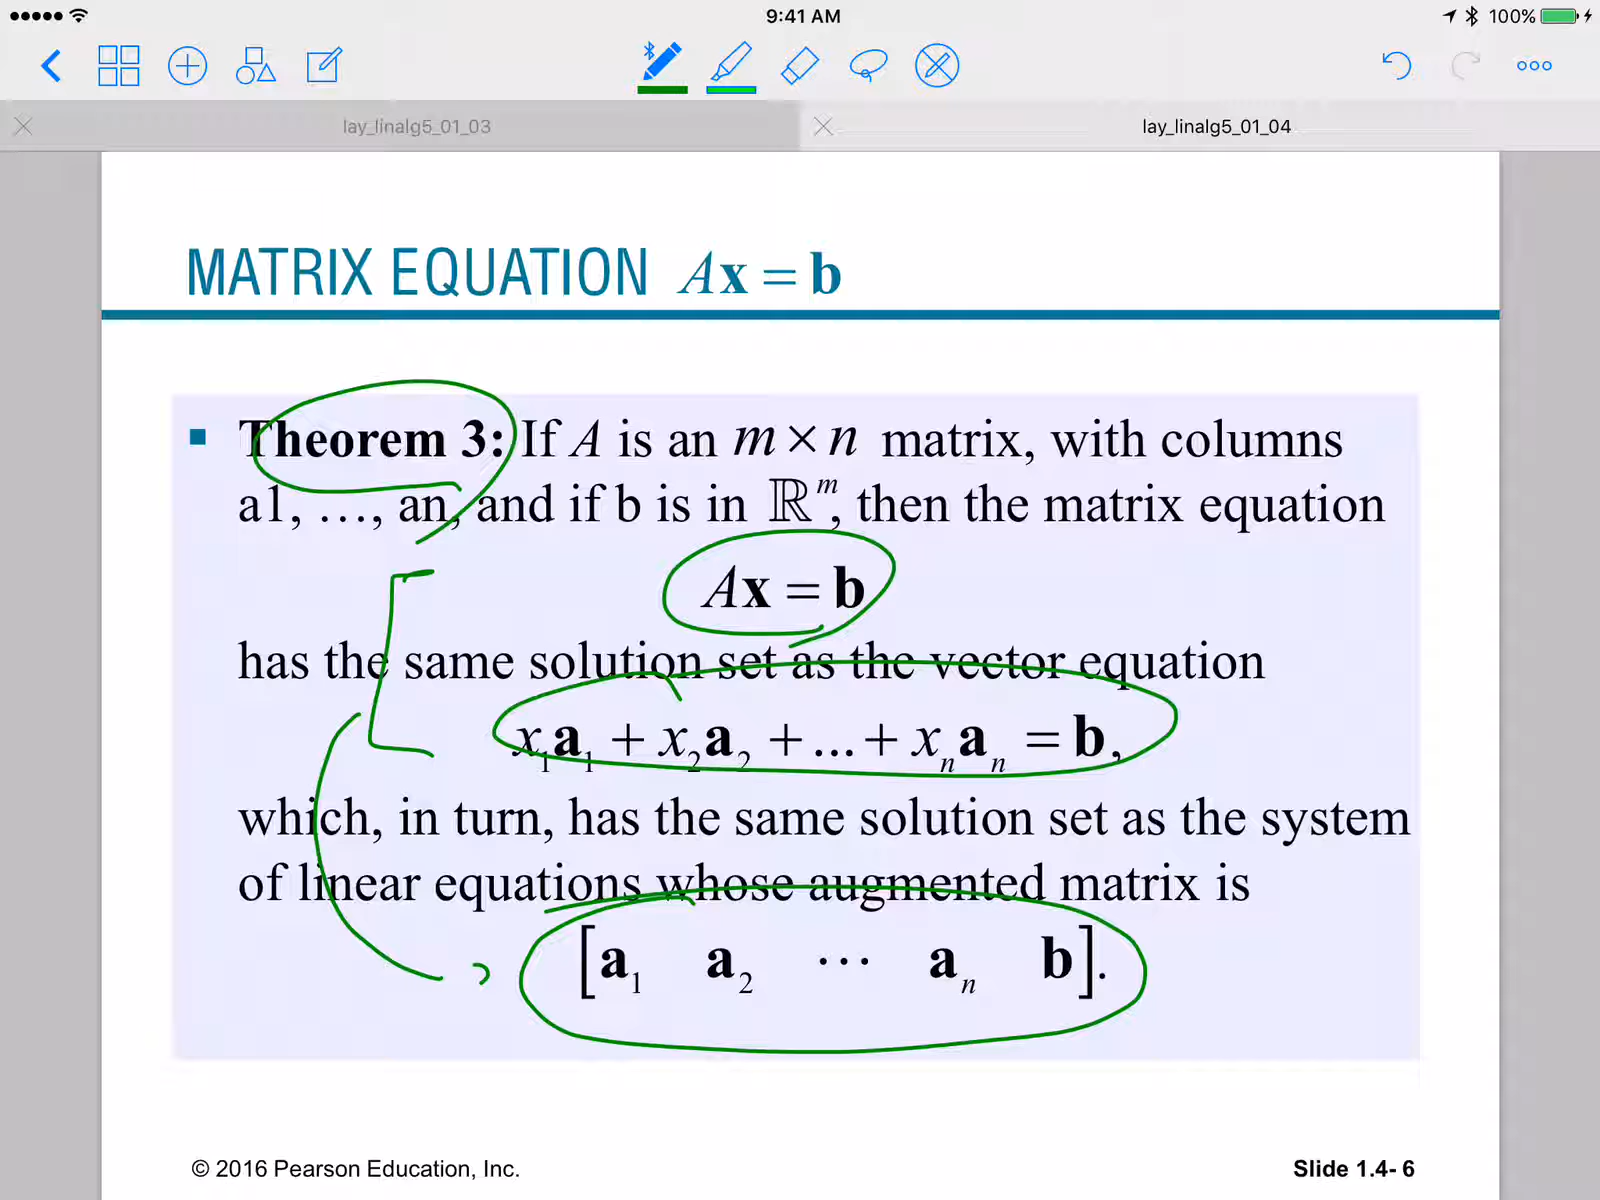 9:41 AM
100%
lay_linalg5_01_03
lay_linalg5_01_04
MATRIX EQUATION Ax = b
▪ Theorem 3: If A is an m × n matrix, with columns
a1, …, an, and if b is in ℝᵐ, then the matrix equation
Ax = b
has the same solution set as the vector equation
x₁a₁ + x₂a₂ + ... + xₙaₙ = b,
which, in turn, has the same solution set as the system
of linear equations whose augmented matrix is
[a₁ a₂ ⋯ aₙ b].
© 2016 Pearson Education, Inc.
Slide 1.4- 6